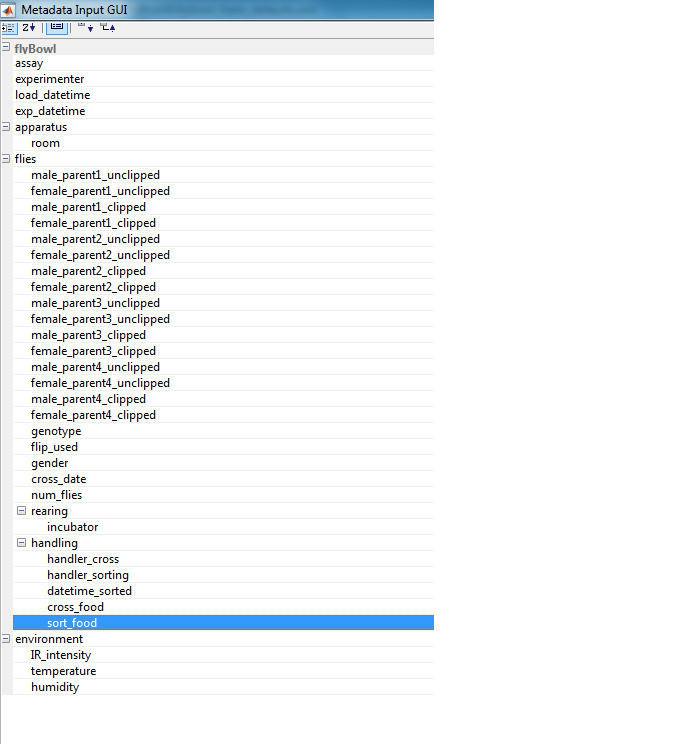 Metadata Input GUI
flyBowl
assay
experimenter
load_datetime
exp_datetime
apparatus
room
flies
male_parent1_unclipped
female_parent1_unclipped
male_parent1_clipped
female_parent1_clipped
male_parent2_unclipped
female_parent2_unclipped
male_parent2_clipped
female_parent2_clipped
male_parent3_unclipped
female_parent3_unclipped
male_parent3_clipped
female_parent3_clipped
male_parent4_unclipped
female_parent4_unclipped
male_parent4_clipped
female_parent4_clipped
genotype
flip_used
gender
cross_date
num_flies
rearing
incubator
handling
handler_cross
handler_sorting
datetime_sorted
cross_food
sort_food
environment
IR_intensity
temperature
humidity